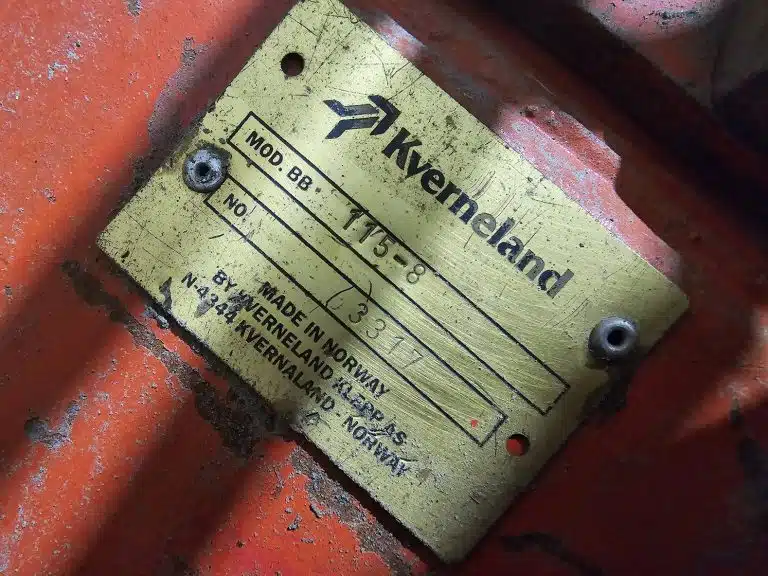 Kverneland
MOD. BB 115-8
NO. 3317
MADE IN NORWAY
BY KVERNELAND KLEPP AS
N-4344 KVERNALAND - NORWAY